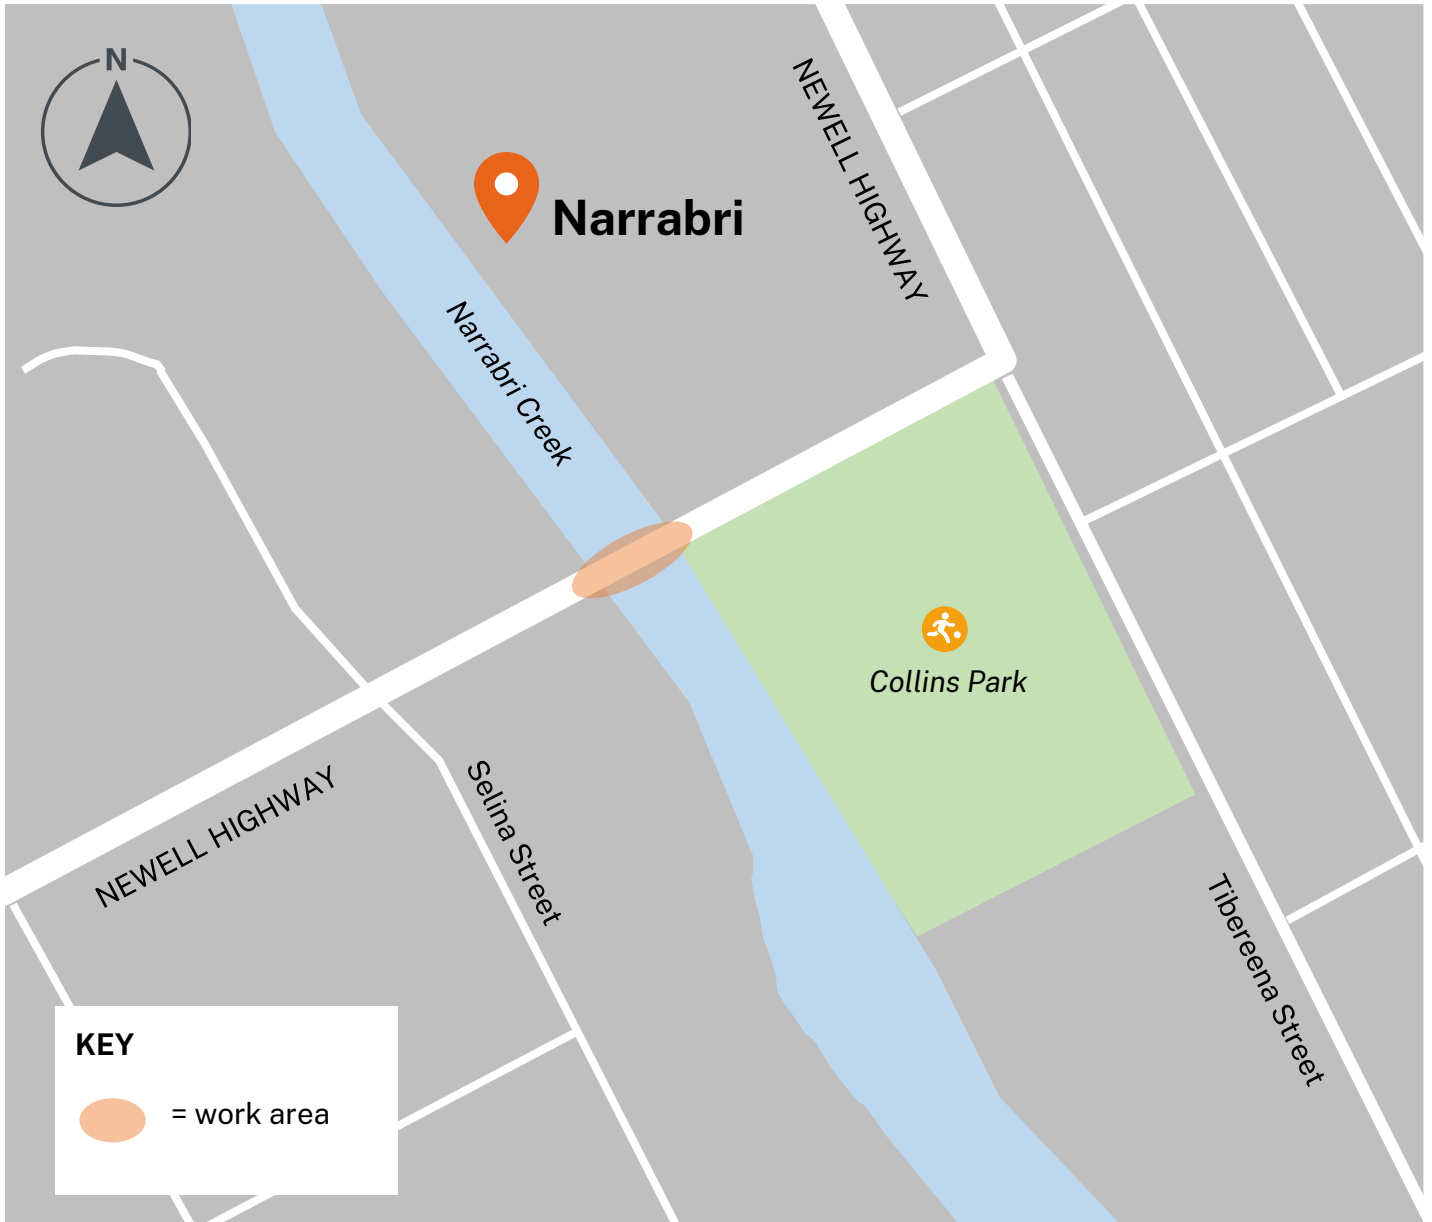 N
NEWELL HIGHWAY
Narrabri
Narrabri Creek
Collins Park
NEWELL HIGHWAY
Selina Street
Tibereena Street
KEY
= work area